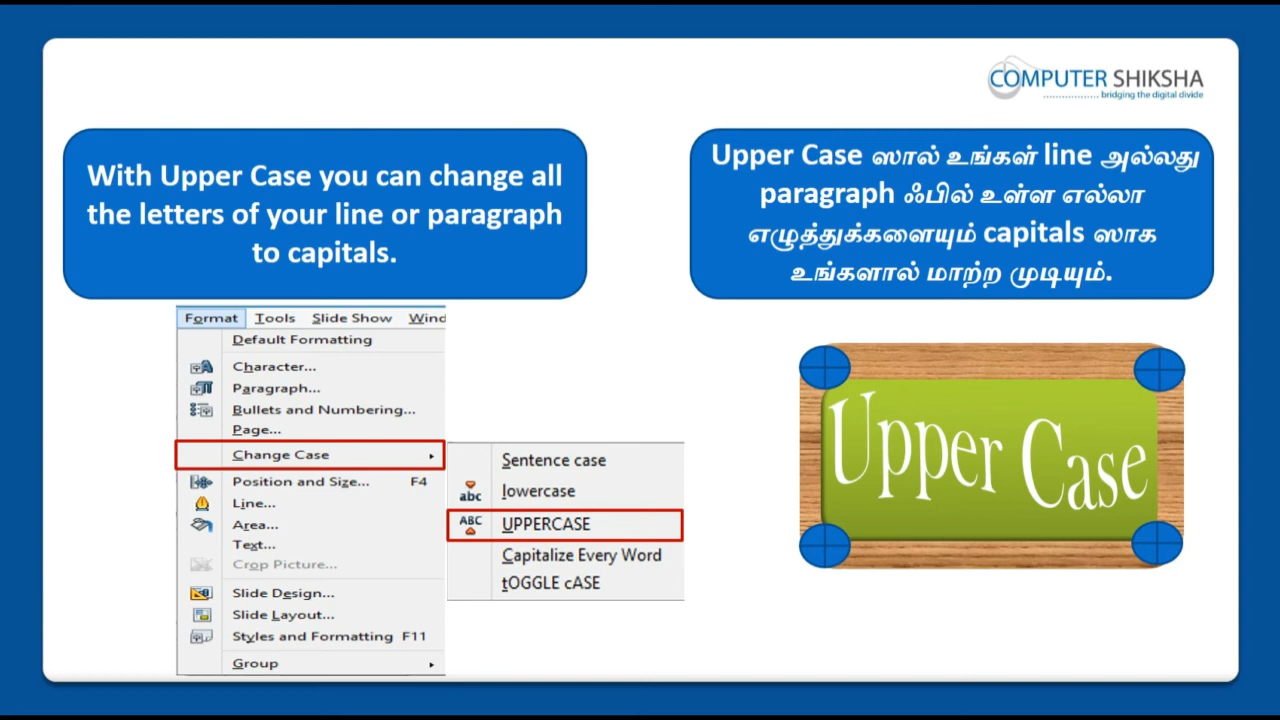 COMPUTER SHIKSHA
bridging the digital divide
With Upper Case you can change all
the letters of your line or paragraph
to capitals.
Upper Case ஸால் உங்கள் line அல்லது
paragraph ஃபில் உள்ள எல்லா
எழுத்துக்களையும் capitals ஸாக
உங்களால் மாற்ற முடியும்.
Format Tools Slide Show Wind
Default Formatting
Character...
Paragraph...
Bullets and Numbering...
Page...
Change Case
Position and Size... F4
Line...
Area...
Text...
Crop Picture...
Slide Design...
Slide Layout...
Styles and Formatting F11
Group
Sentence case
abc lowercase
ABC UPPERCASE
Capitalize Every Word
tOGGLE cASE
Upper Case